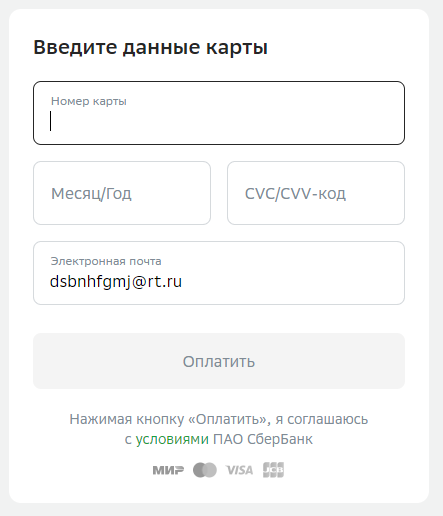 Введите данные карты
Номер карты
Месяц/Год CVC/CVV-код
Электронная почта
dsbnhfgmj@rt.ru
Оплатить
Нажимая кнопку «Оплатить», я соглашаюсь
с условиями ПАО СберБанк
МИР VISA JCB